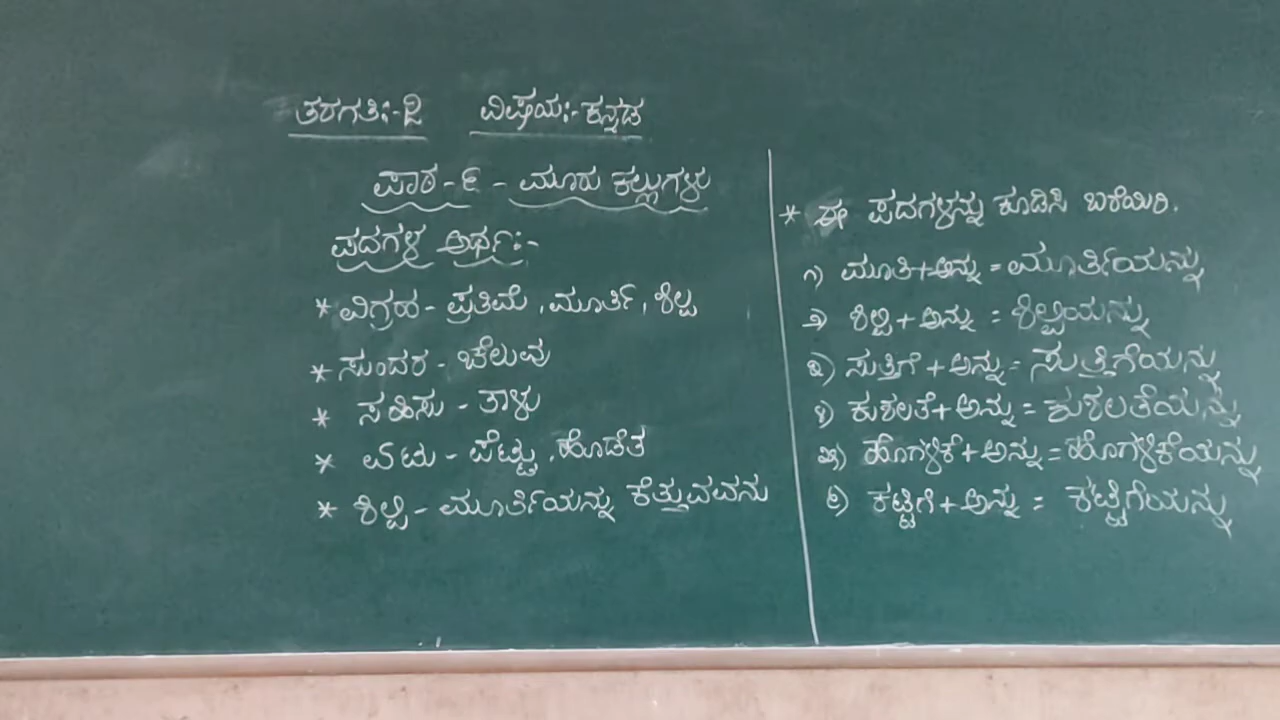 ತರಗತಿ:-೭ ವಿಷಯ:-ಕನ್ನಡ
ಪಾಠ-೬ - ಮೂರು ಕಲ್ಲುಗಳು
ಪದಗಳ ಅರ್ಥ:-
* ವಿಗ್ರಹ - ಪ್ರತಿಮೆ, ಮೂರ್ತಿ, ಶಿಲ್ಪ
* ಸುಂದರ - ಚೆಲುವು
* ಸಹಿಸು - ತಾಳು
* ಏಟು - ಪೆಟ್ಟು, ಹೊಡೆತ
* ಶಿಲ್ಪಿ - ಮೂರ್ತಿಯನ್ನು ಕೆತ್ತುವವನು
* ಈ ಪದಗಳನ್ನು ಕೂಡಿಸಿ ಬರೆಯಿರಿ.
೧) ಮೂರ್ತಿ+ಅನ್ನು = ಮೂರ್ತಿಯನ್ನು
೨) ಶಿಲ್ಪಿ + ಅನ್ನು = ಶಿಲ್ಪಿಯನ್ನು
೩) ಸುತ್ತಿಗೆ + ಅನ್ನು = ಸುತ್ತಿಗೆಯನ್ನು
೪) ಕುಶಲತೆ + ಅನ್ನು = ಕುಶಲತೆಯನ್ನು
೫) ಹೊಗಳಿಕೆ + ಅನ್ನು = ಹೊಗಳಿಕೆಯನ್ನು
೬) ಕಟ್ಟಿಗೆ + ಅನ್ನು = ಕಟ್ಟಿಗೆಯನ್ನು